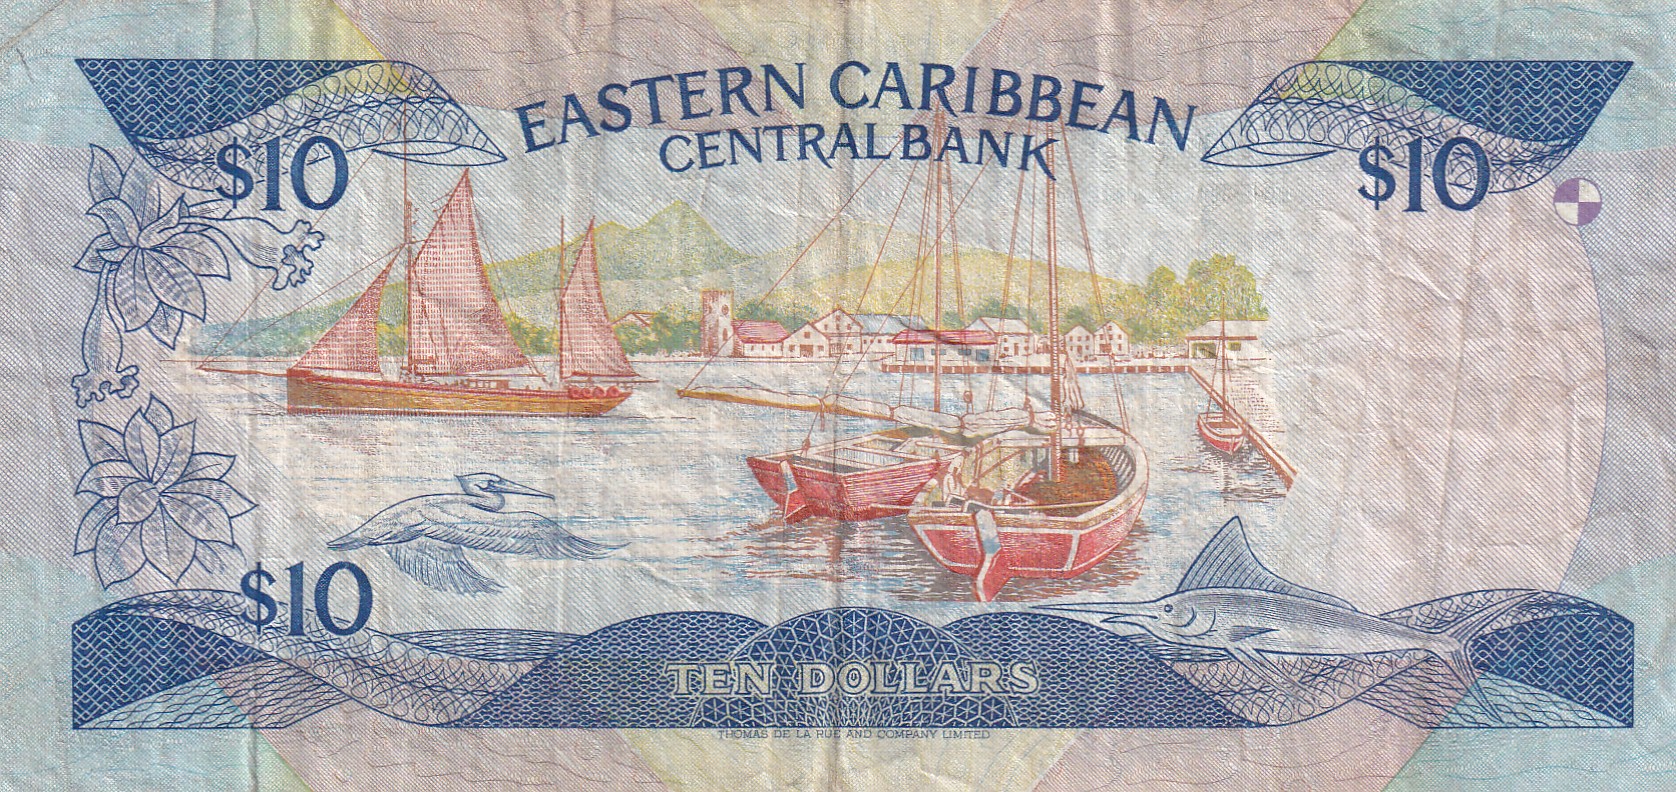 $10
EASTERN CARIBBEAN
CENTRAL BANK
$10
$10
TEN DOLLARS
THOMAS DE LA RUE AND COMPANY LIMITED